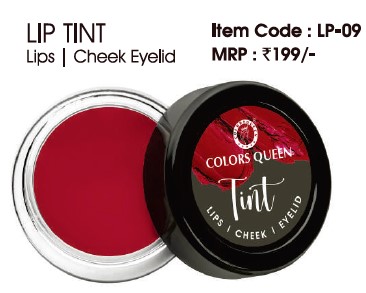 LIP TINT
Lips | Cheek Eyelid
Item Code : LP-09
MRP : ₹199/-
COLORS QUEEN
Tint
LIPS | CHEEK | EYELID